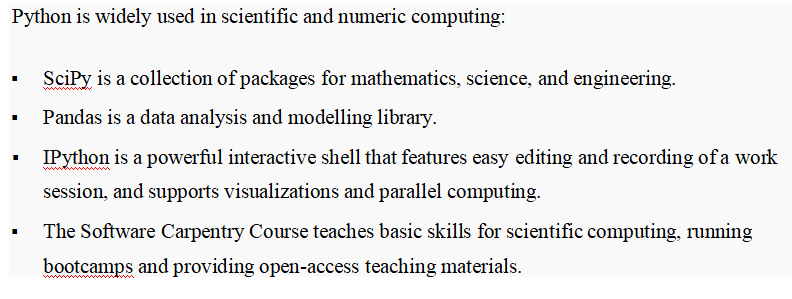 Python is widely used in scientific and numeric computing:
▪ SciPy is a collection of packages for mathematics, science, and engineering.
▪ Pandas is a data analysis and modelling library.
▪ IPython is a powerful interactive shell that features easy editing and recording of a work
session, and supports visualizations and parallel computing.
▪ The Software Carpentry Course teaches basic skills for scientific computing, running
bootcamps and providing open-access teaching materials.